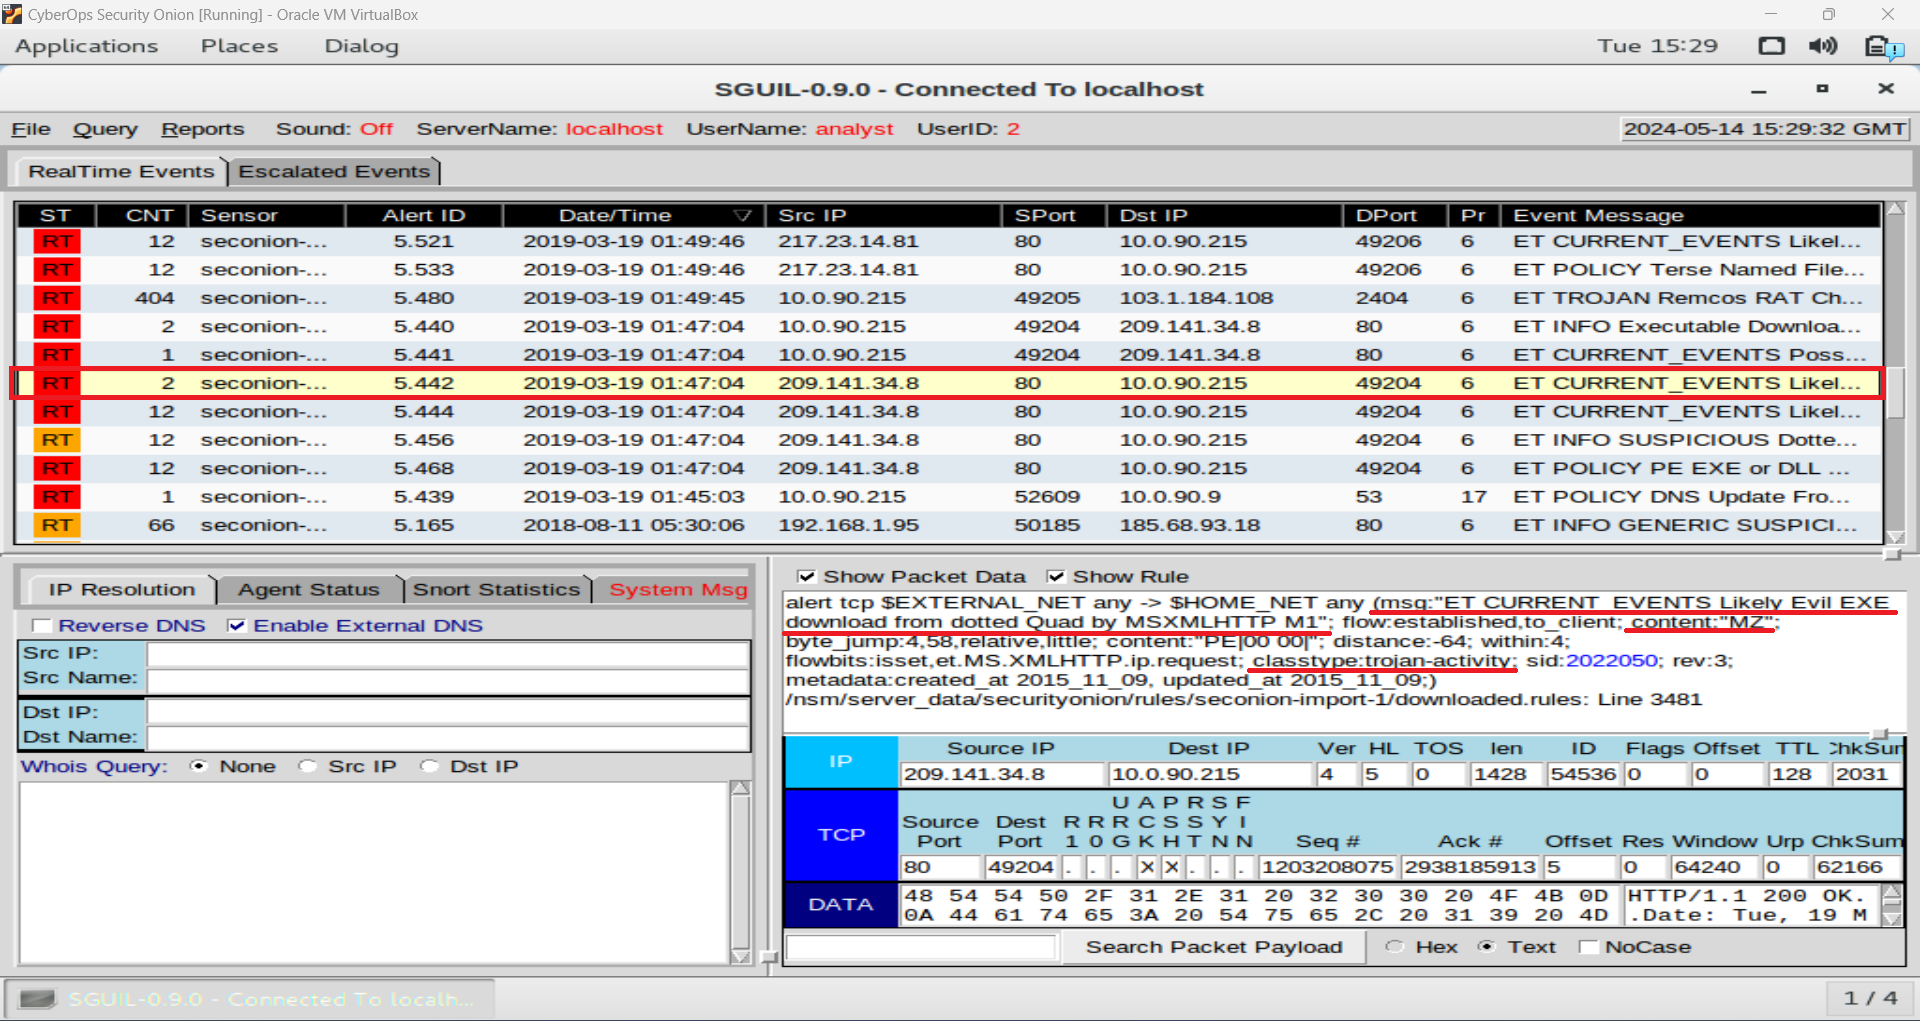 CyberOps Security Onion [Running] - Oracle VM VirtualBox
Applications Places Dialog Tue 15:29
SGUIL-0.9.0 - Connected To localhost
File Query Reports Sound: Off ServerName: localhost UserName: analyst UserID: 2 2024-05-14 15:29:32 GMT
RealTime Events Escalated Events
ST CNT Sensor Alert ID Date/Time Src IP SPort Dst IP DPort Pr Event Message
RT 12 seconion-... 5.521 2019-03-19 01:49:46 217.23.14.81 80 10.0.90.215 49206 6 ET CURRENT_EVENTS Likel...
RT 12 seconion-... 5.533 2019-03-19 01:49:46 217.23.14.81 80 10.0.90.215 49206 6 ET POLICY Terse Named File...
RT 404 seconion-... 5.480 2019-03-19 01:49:45 10.0.90.215 49205 103.1.184.108 2404 6 ET TROJAN Remcos RAT Ch...
RT 2 seconion-... 5.440 2019-03-19 01:47:04 10.0.90.215 49204 209.141.34.8 80 6 ET INFO Executable Downloa...
RT 1 seconion-... 5.441 2019-03-19 01:47:04 10.0.90.215 49204 209.141.34.8 80 6 ET CURRENT_EVENTS Poss...
RT 2 seconion-... 5.442 2019-03-19 01:47:04 209.141.34.8 80 10.0.90.215 49204 6 ET CURRENT_EVENTS Likel...
RT 12 seconion-... 5.444 2019-03-19 01:47:04 209.141.34.8 80 10.0.90.215 49204 6 ET CURRENT_EVENTS Likel...
RT 12 seconion-... 5.456 2019-03-19 01:47:04 209.141.34.8 80 10.0.90.215 49204 6 ET INFO SUSPICIOUS Dotte...
RT 12 seconion-... 5.468 2019-03-19 01:47:04 209.141.34.8 80 10.0.90.215 49204 6 ET POLICY PE EXE or DLL ...
RT 1 seconion-... 5.439 2019-03-19 01:45:03 10.0.90.215 52609 10.0.90.9 53 17 ET POLICY DNS Update Fro...
RT 66 seconion-... 5.165 2018-08-11 05:30:06 192.168.1.95 50185 185.68.93.18 80 6 ET INFO GENERIC SUSPICI...
IP Resolution Agent Status Snort Statistics System Msg
Reverse DNS Enable External DNS
Src IP:
Src Name:
Dst IP:
Dst Name:
Whois Query: None Src IP Dst IP
Show Packet Data Show Rule
alert tcp $EXTERNAL_NET any -> $HOME_NET any (msg:"ET CURRENT_EVENTS Likely Evil EXE
download from dotted Quad by MSXMLHTTP M1"; flow:established,to_client; content:"MZ";
byte_jump:4,58,relative,little; content:"PE|00 00|"; distance:-64; within:4;
flowbits:isset,et.MS.XMLHTTP.ip.request; classtype:trojan-activity; sid:2022050; rev:3;
metadata:created_at 2015_11_09, updated_at 2015_11_09;)
/nsm/server_data/securityonion/rules/seconion-import-1/downloaded.rules: Line 3481
IP Source IP Dest IP Ver HL TOS len ID Flags Offset TTL ChkSum
209.141.34.8 10.0.90.215 4 5 0 1428 54536 0 0 128 2031
U A P R S F
Source Dest R R R C S S Y I
TCP Port Port 1 0 G K H T N N Seq # Ack # Offset Res Window Urp ChkSum
80 49204 . . . X X . . . 1203208075 2938185913 5 0 64240 0 62166
DATA 48 54 54 50 2F 31 2E 31 20 32 30 30 20 4F 4B 0D HTTP/1.1 200 OK.
0A 44 61 74 65 3A 20 54 75 65 2C 20 31 39 20 4D .Date: Tue, 19 M
Search Packet Payload Hex Text NoCase
SGUIL-0.9.0 - Connected To localh... 1 / 4